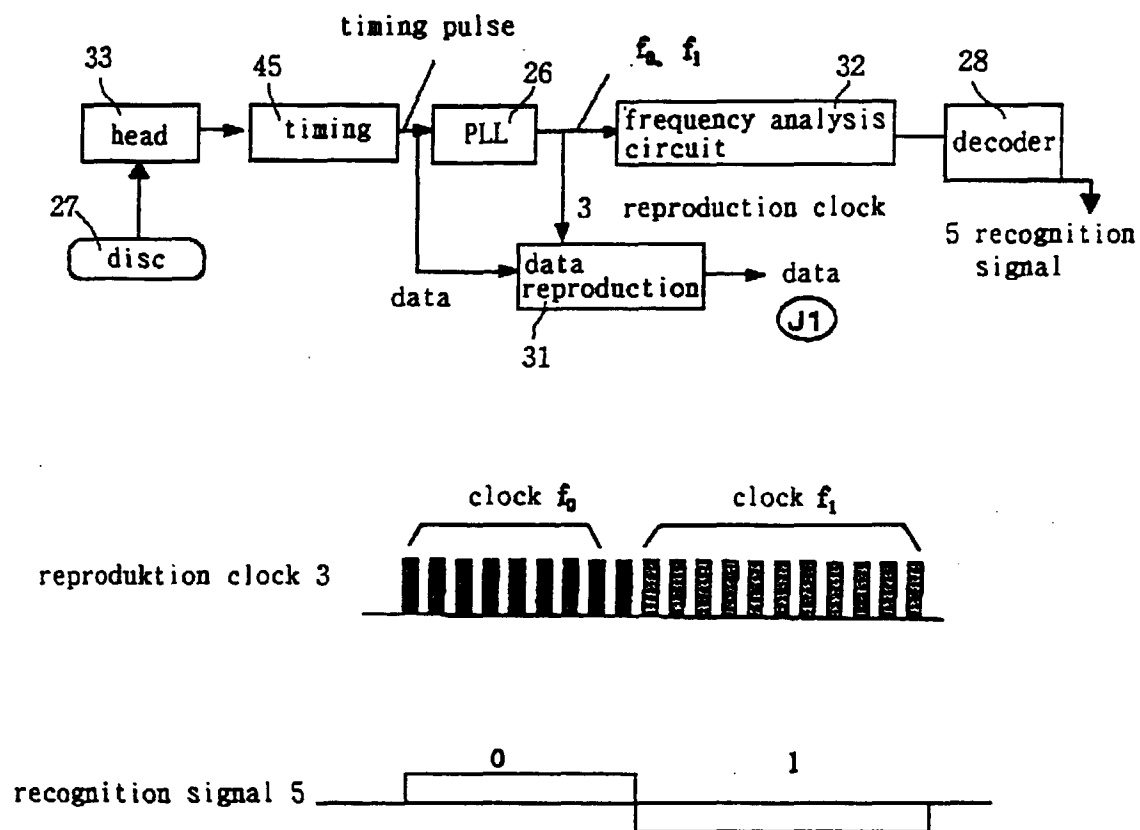 timing pulse
33
45
26
f₀, f₁
32
28
head
timing
PLL
frequency analysis
circuit
decoder
27
disc
3 reproduction clock
data
data
reproduction
data
J1
31
5 recognition
signal
clock f₀
clock f₁
reproduktion clock 3
0
1
recognition signal 5